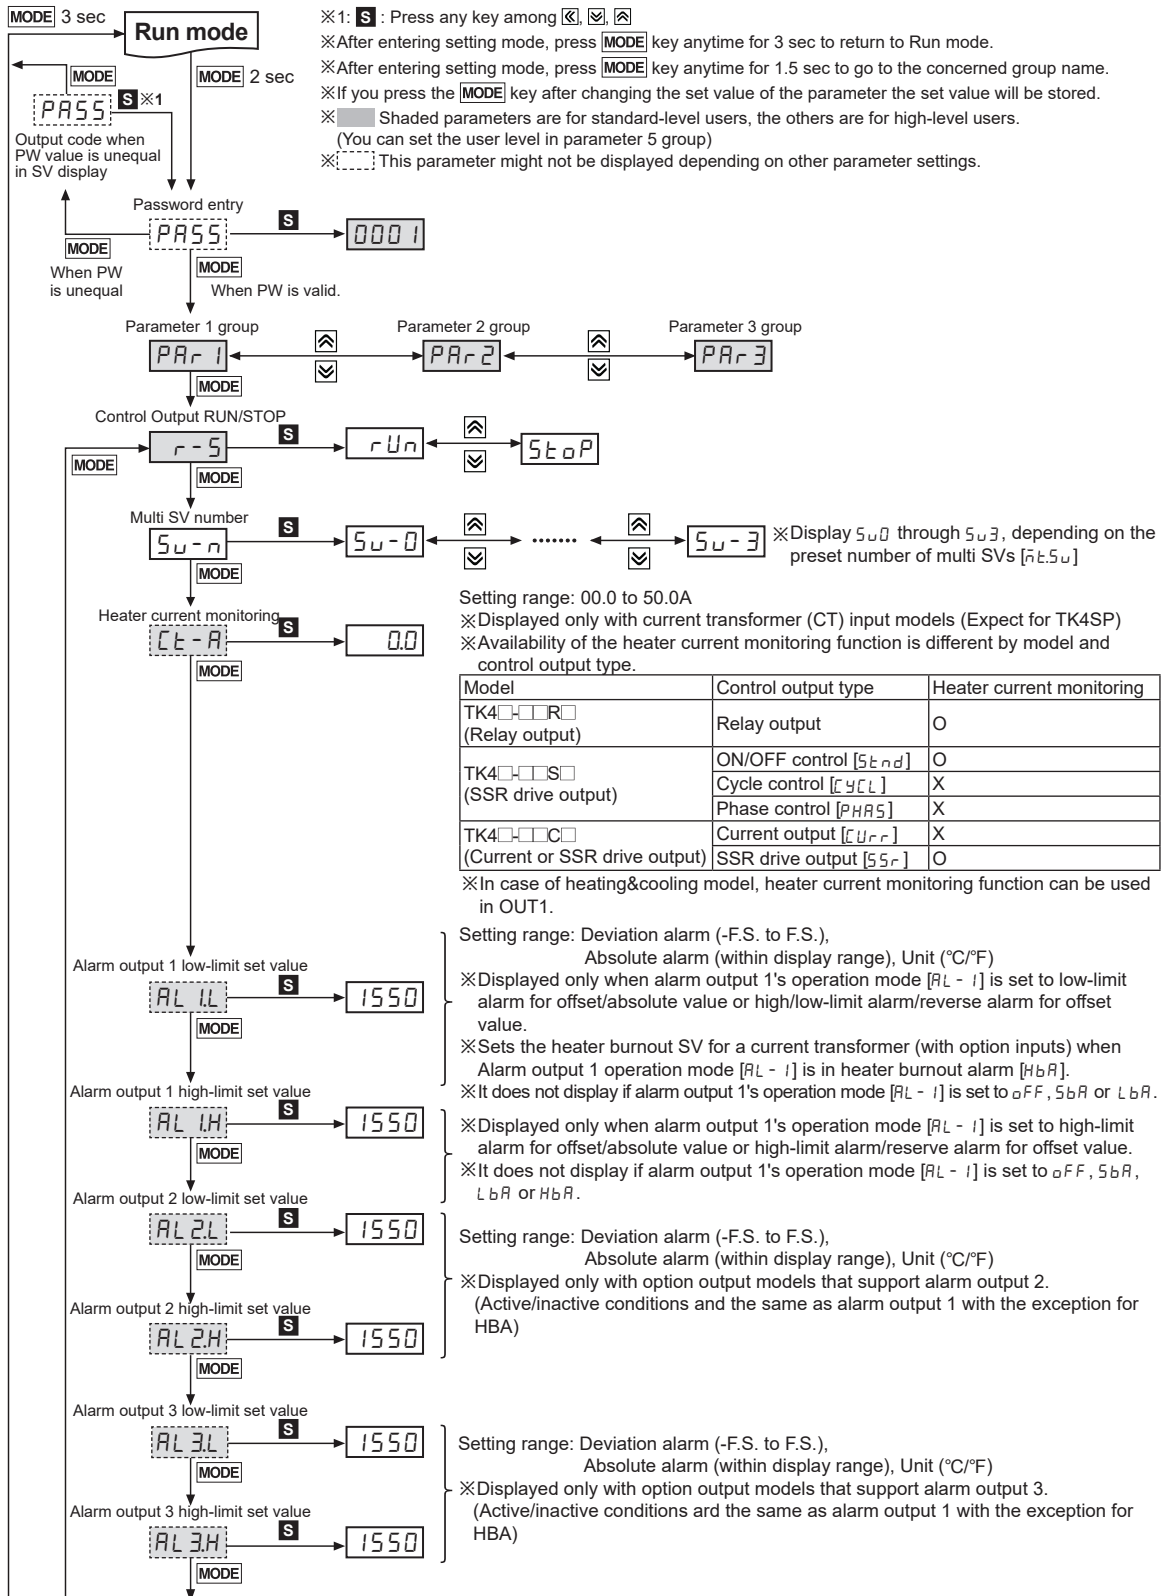 MODE 3 sec
Run mode
MODE
MODE 2 sec
PASS
S ※1
Output code when
PW value is unequal
in SV display
※1: S : Press any key among «, ︾, ︽
※After entering setting mode, press MODE key anytime for 3 sec to return to Run mode.
※After entering setting mode, press MODE key anytime for 1.5 sec to go to the concerned group name.
※If you press the MODE key after changing the set value of the parameter the set value will be stored.
※ Shaded parameters are for standard-level users, the others are for high-level users.
(You can set the user level in parameter 5 group)
※ This parameter might not be displayed depending on other parameter settings.
Password entry
PASS
S
0001
MODE
When PW
is unequal
MODE
When PW is valid.
Parameter 1 group
Parameter 2 group
Parameter 3 group
PAr1
PAr2
PAr3
MODE
Control Output RUN/STOP
r-S
S
rUn
StoP
MODE
MODE
Multi SV number
Su-n
S
Su-0
·······
Su-3
※Display Su0 through Su3, depending on the
preset number of multi SVs [nt.Su]
MODE
Heater current monitoring
Ct-A
S
0.0
MODE
Setting range: 00.0 to 50.0A
※Displayed only with current transformer (CT) input models (Expect for TK4SP)
※Availability of the heater current monitoring function is different by model and
control output type.
Model Control output type Heater current monitoring
TK4□-□□R□
(Relay output)
Relay output O
TK4□-□□S□
(SSR drive output)
ON/OFF control [Stnd] O
Cycle control [CYCL] X
Phase control [PHAS] X
TK4□-□□C□
(Current or SSR drive output)
Current output [CUrr] X
SSR drive output [SSr] O
※In case of heating&cooling model, heater current monitoring function can be used
in OUT1.
Alarm output 1 low-limit set value
AL1.L
S
1550
MODE
Setting range: Deviation alarm (-F.S. to F.S.),
Absolute alarm (within display range), Unit (℃/℉)
※Displayed only when alarm output 1's operation mode [AL-1] is set to low-limit
alarm for offset/absolute value or high/low-limit alarm/reverse alarm for offset
value.
※Sets the heater burnout SV for a current transformer (with option inputs) when
Alarm output 1 operation mode [AL-1] is in heater burnout alarm [HbA].
※It does not display if alarm output 1's operation mode [AL-1] is set to oFF, SbA or LbA.
Alarm output 1 high-limit set value
AL1.H
S
1550
MODE
※Displayed only when alarm output 1's operation mode [AL-1] is set to high-limit
alarm for offset/absolute value or high-limit alarm/reserve alarm for offset value.
※It does not display if alarm output 1's operation mode [AL-1] is set to oFF, SbA,
LbA or HbA.
Alarm output 2 low-limit set value
AL2.L
S
1550
MODE
Alarm output 2 high-limit set value
AL2.H
S
1550
MODE
Setting range: Deviation alarm (-F.S. to F.S.),
Absolute alarm (within display range), Unit (℃/℉)
※Displayed only with option output models that support alarm output 2.
(Active/inactive conditions and the same as alarm output 1 with the exception for
HBA)
Alarm output 3 low-limit set value
AL3.L
S
1550
MODE
Alarm output 3 high-limit set value
AL3.H
S
1550
MODE
Setting range: Deviation alarm (-F.S. to F.S.),
Absolute alarm (within display range), Unit (℃/℉)
※Displayed only with option output models that support alarm output 3.
(Active/inactive conditions ard the same as alarm output 1 with the exception for
HBA)